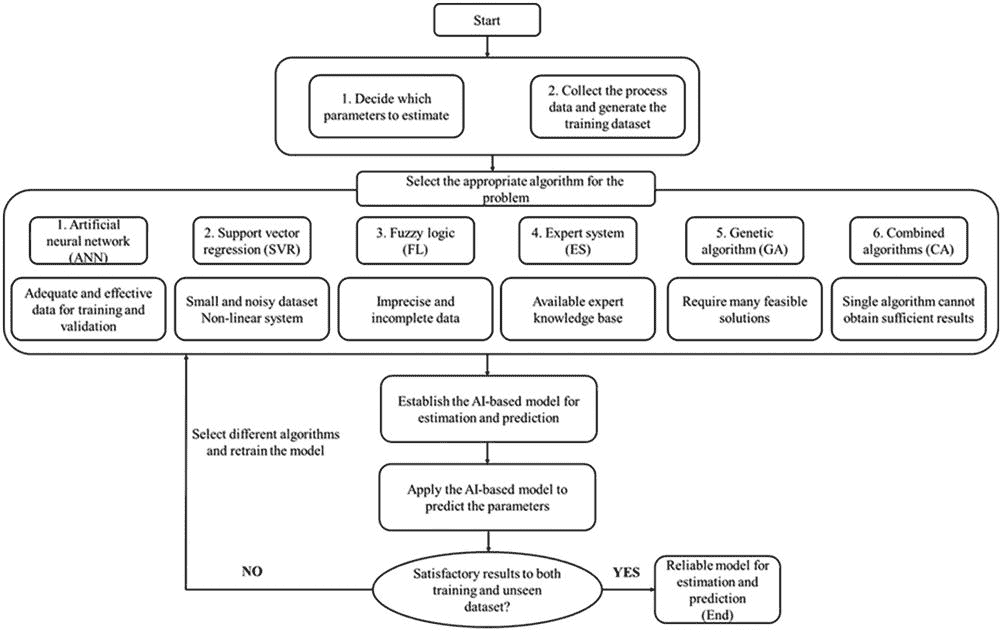 Start
1. Decide which
parameters to estimate
2. Collect the process
data and generate the
training dataset
Select the appropriate algorithm for the
problem
1. Artificial
neural network
(ANN)
2. Support vector
regression (SVR)
3. Fuzzy logic
(FL)
4. Expert system
(ES)
5. Genetic
algorithm (GA)
6. Combined
algorithms (CA)
Adequate and effective
data for training and
validation
Small and noisy dataset
Non-linear system
Imprecise and
incomplete data
Available expert
knowledge base
Require many feasible
solutions
Single algorithm cannot
obtain sufficient results
Establish the AI-based model for
estimation and prediction
Select different algorithms
and retrain the model
Apply the AI-based model to
predict the parameters
Satisfactory results to both
training and unseen
dataset?
NO
YES
Reliable model for
estimation and
prediction
(End)